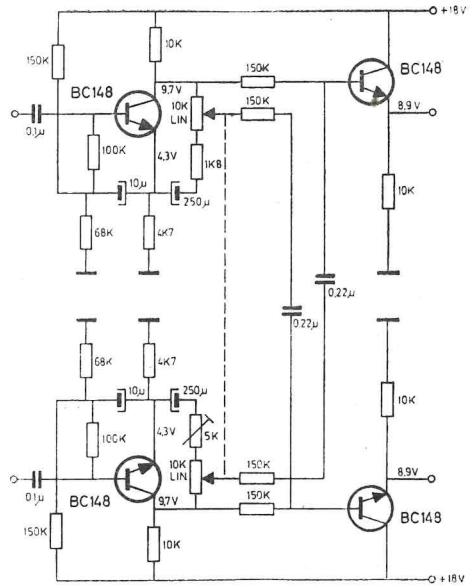 +18V
150K
10K
BC148
9,7V
150K
BC148
10K
LIN
150K
8,9V
0,1µ
100K
4,3V
1K8
10µ
250µ
10K
68K
4K7
0,22µ
0,22µ
68K
4K7
10µ
250µ
10K
100K
4,3V
5K
10K
LIN
150K
8,9V
0,1µ
BC148
9,7V
150K
150K
BC148
10K
+18V